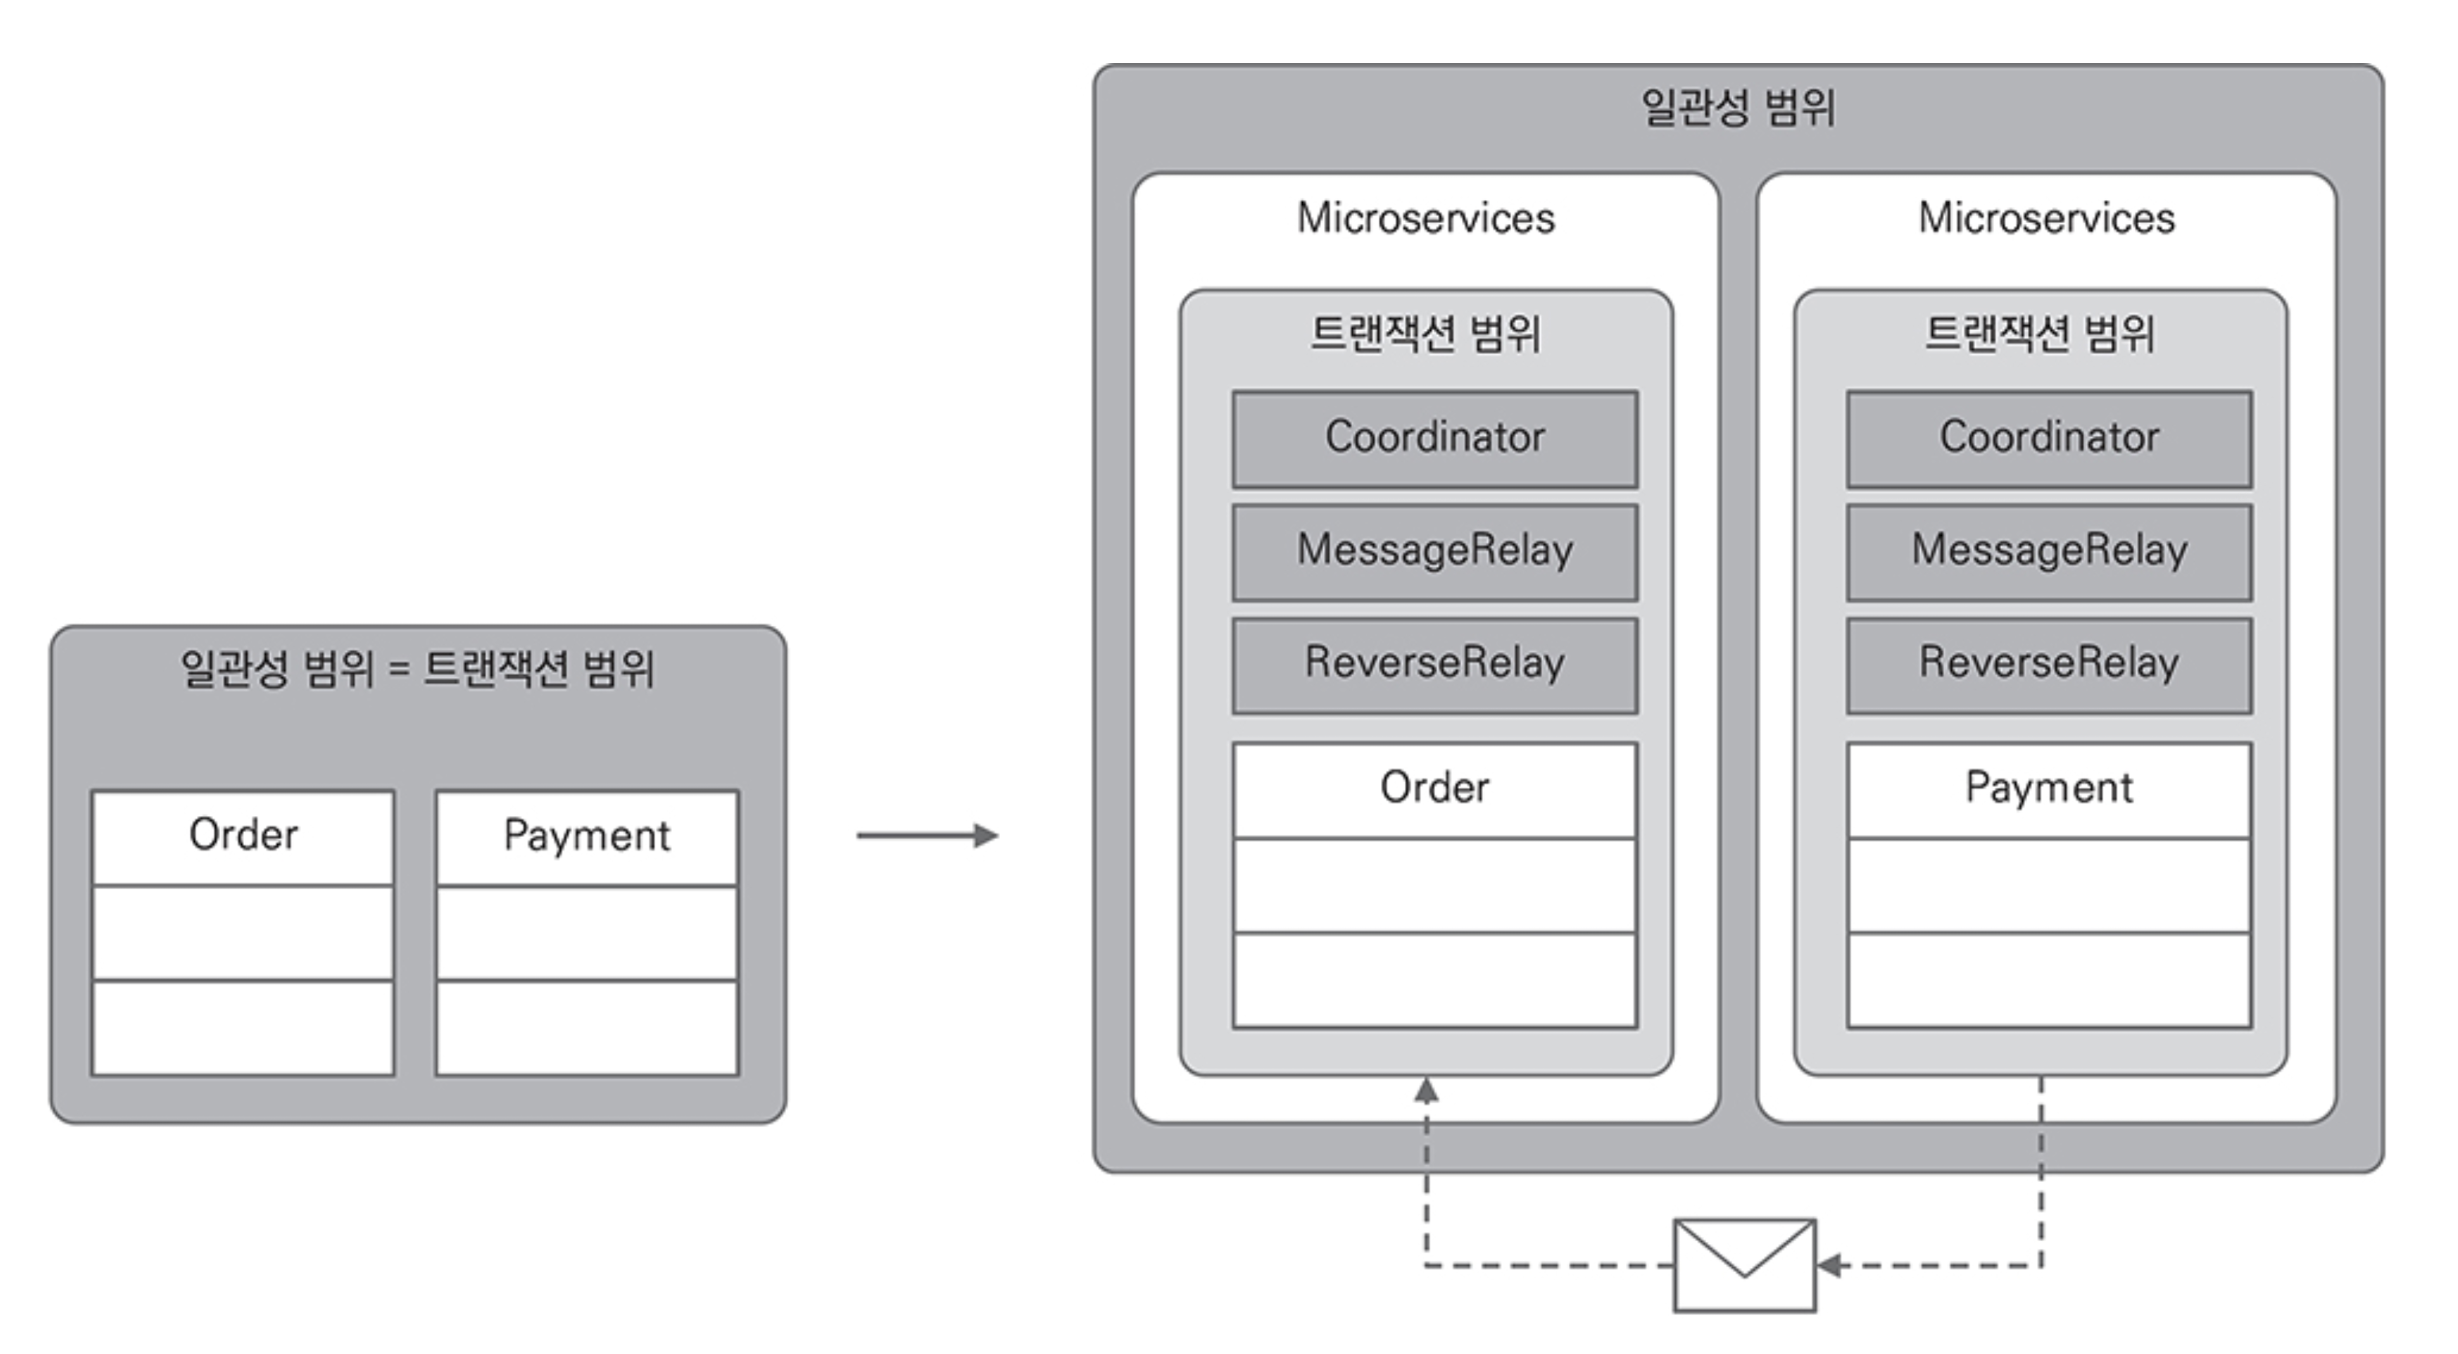 일관성 범위 = 트랜잭션 범위
Order
Payment
일관성 범위
Microservices
트랜잭션 범위
Coordinator
MessageRelay
ReverseRelay
Order
Microservices
트랜잭션 범위
Coordinator
MessageRelay
ReverseRelay
Payment